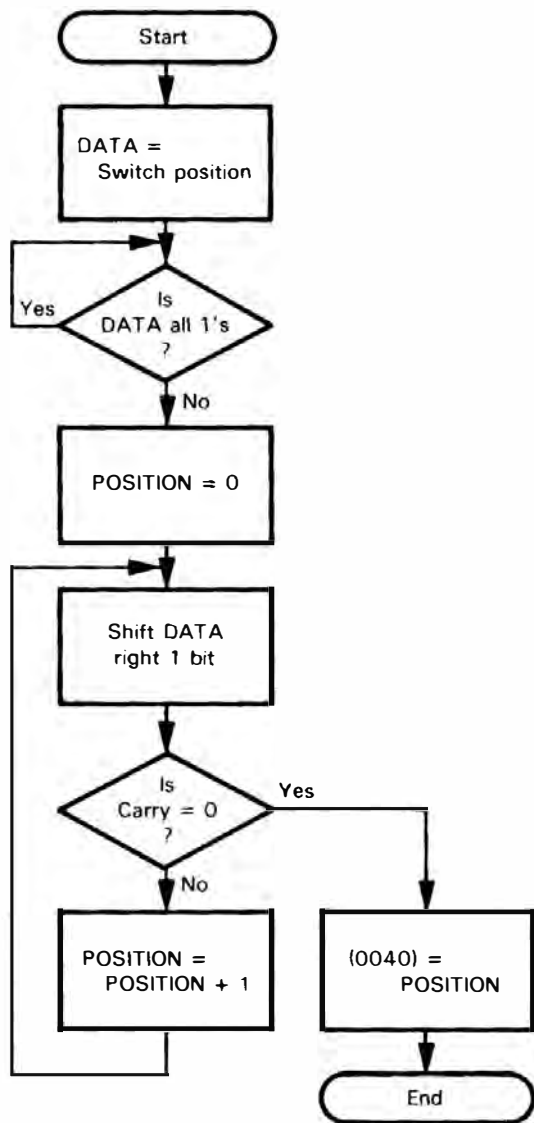 Start
DATA =
Switch position
Yes
Is
DATA all 1's
?
No
POSITION = 0
Shift DATA
right 1 bit
Is
Carry = 0
?
Yes
No
POSITION =
POSITION + 1
(0040) =
POSITION
End